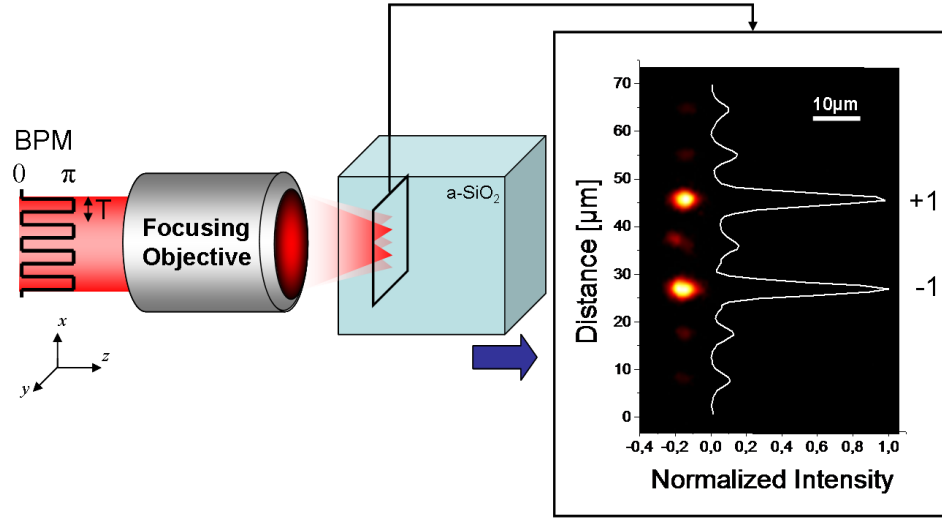 BPM
0 π
T
Focusing
Objective
x
z
y
a-SiO₂
70
60
50
40
30
20
10
0
Distance [µm]
10µm
+1
-1
-0,4 -0,2 0,0 0,2 0,4 0,6 0,8 1,0
Normalized Intensity